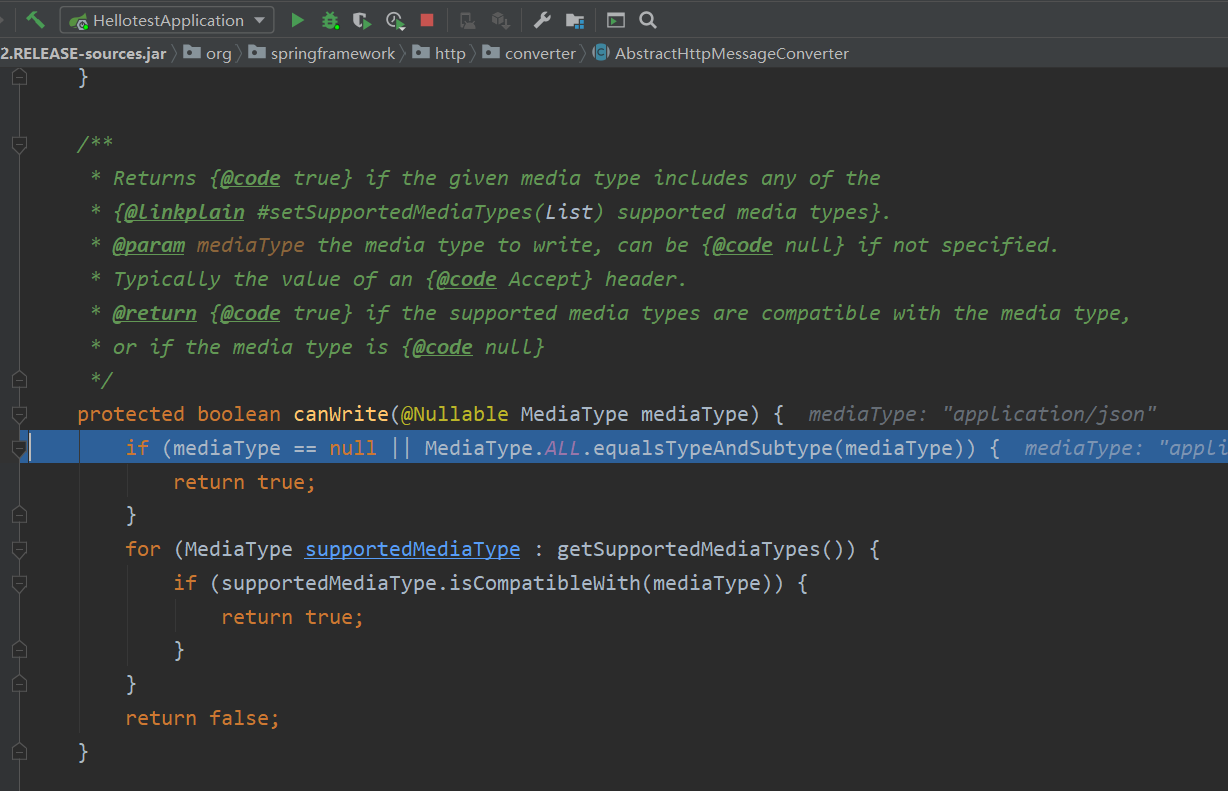 HellotestApplication
2.RELEASE-sources.jar org springframework http converter AbstractHttpMessageConverter
}
/**
* Returns {@code true} if the given media type includes any of the
* {@linkplain #setSupportedMediaTypes(List) supported media types}.
* @param mediaType the media type to write, can be {@code null} if not specified.
* Typically the value of an {@code Accept} header.
* @return {@code true} if the supported media types are compatible with the media type,
* or if the media type is {@code null}
*/
protected boolean canWrite(@Nullable MediaType mediaType) { mediaType: "application/json"
if (mediaType == null || MediaType.ALL.equalsTypeAndSubtype(mediaType)) { mediaType: "appli
return true;
}
for (MediaType supportedMediaType : getSupportedMediaTypes()) {
if (supportedMediaType.isCompatibleWith(mediaType)) {
return true;
}
}
return false;
}